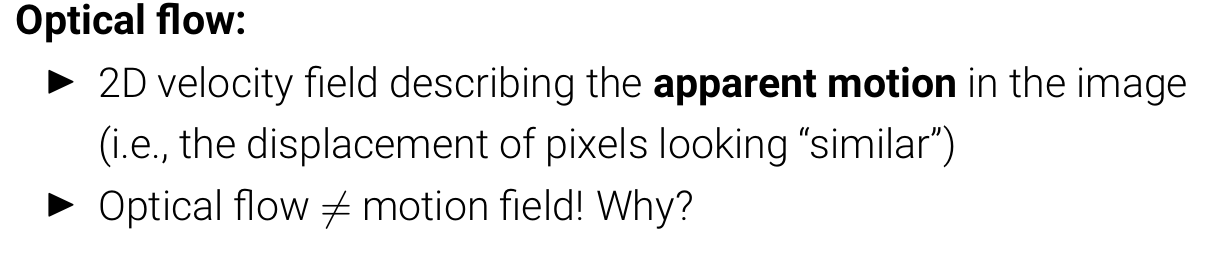 Optical flow:
▶ 2D velocity field describing the apparent motion in the image
(i.e., the displacement of pixels looking “similar”)
▶ Optical flow ≠ motion field! Why?